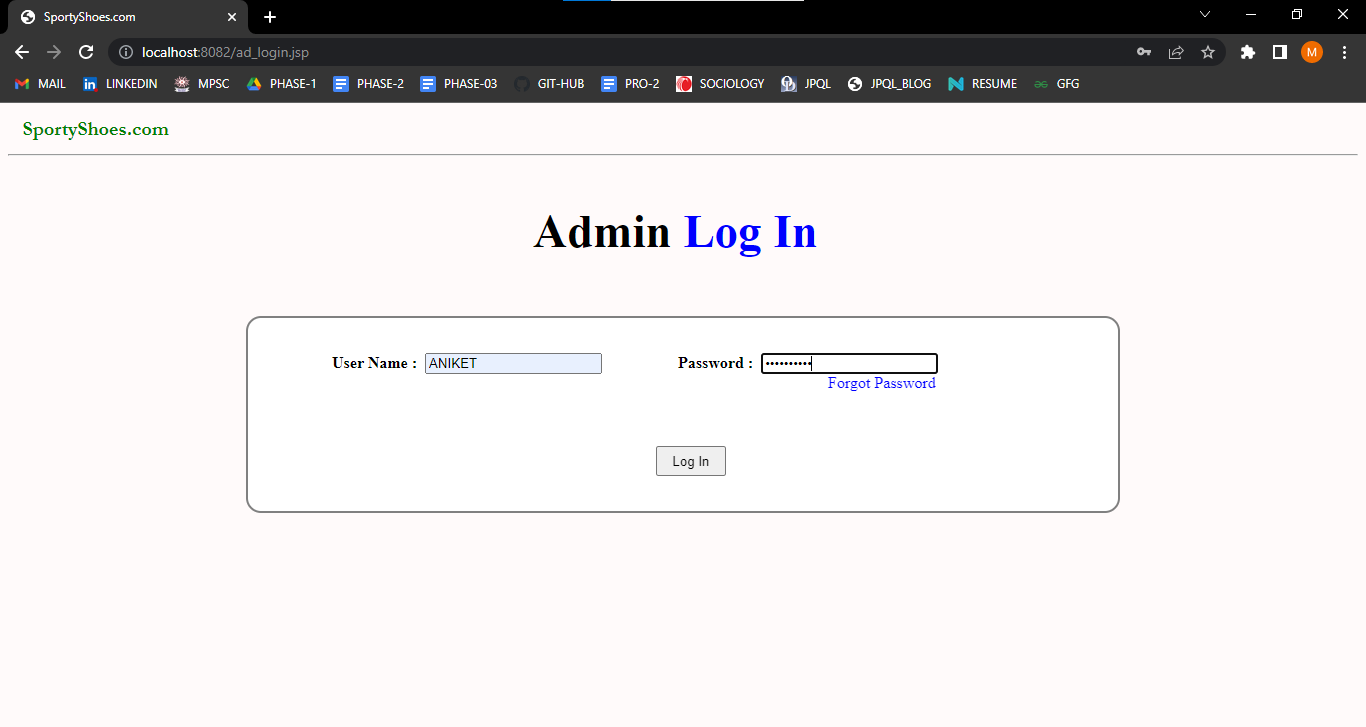 SportyShoes.com
localhost:8082/ad_login.jsp
M
MAIL LINKEDIN MPSC PHASE-1 PHASE-2 PHASE-03 GIT-HUB PRO-2 SOCIOLOGY JPQL JPQL_BLOG RESUME GFG
SportyShoes.com
Admin Log In
User Name : ANIKET Password : ••••••••••
Forgot Password
Log In